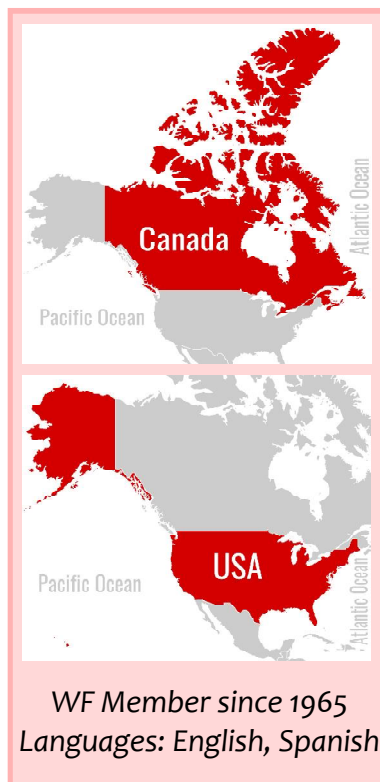 Canada
Atlantic Ocean
Pacific Ocean
USA
Pacific Ocean
Atlantic Ocean
WF Member since 1965
Languages: English, Spanish